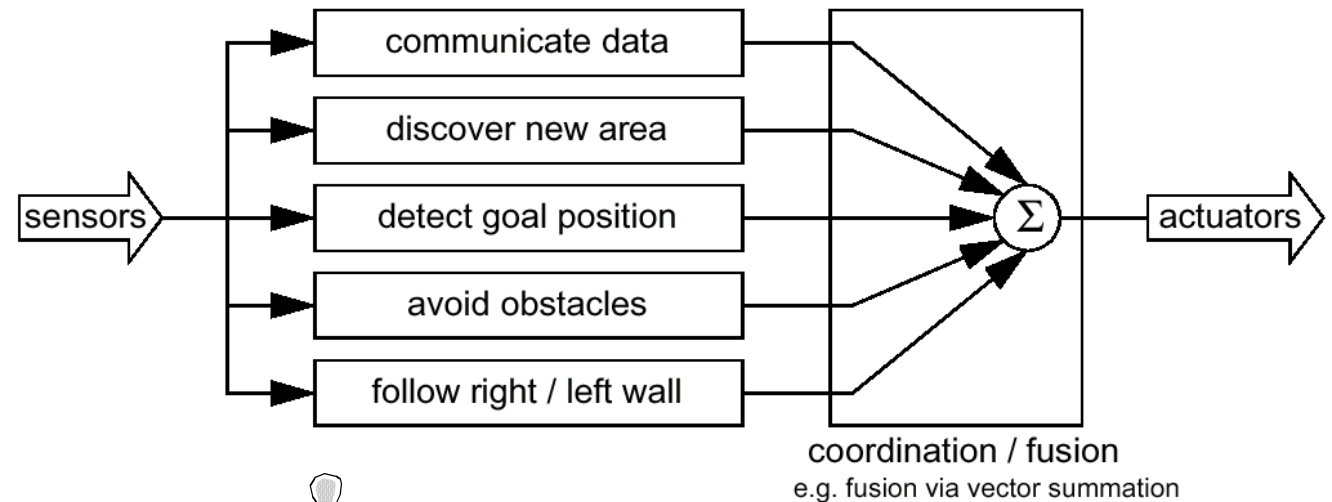 communicate data
discover new area
sensors
detect goal position
Σ
actuators
avoid obstacles
follow right / left wall
coordination / fusion
e.g. fusion via vector summation